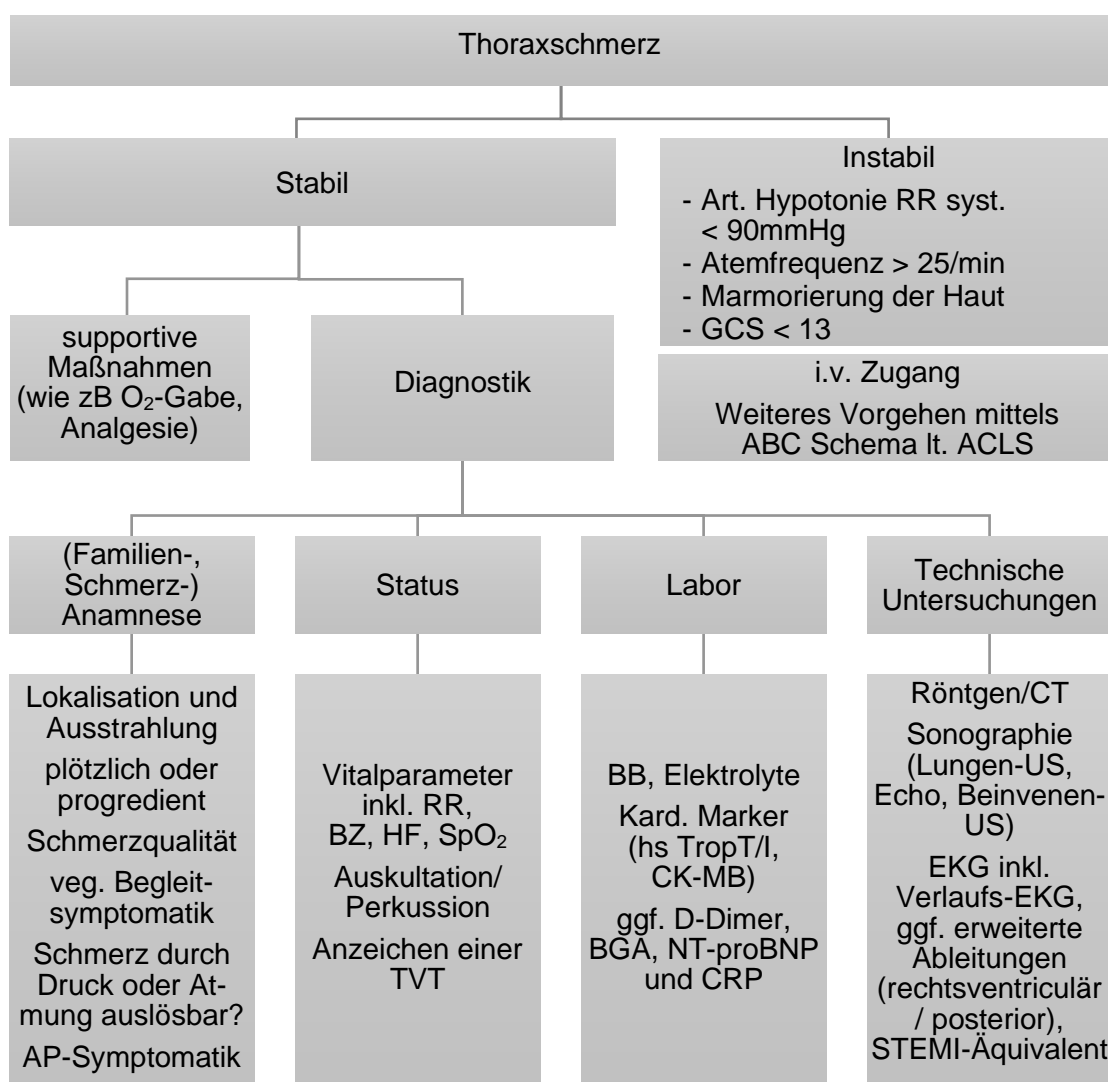 Thoraxschmerz
Stabil
Instabil
- Art. Hypotonie RR syst.
< 90mmHg
- Atemfrequenz > 25/min
- Marmorierung der Haut
- GCS < 13
supportive
Maßnahmen
(wie zB O₂-Gabe,
Analgesie)
Diagnostik
i.v. Zugang
Weiteres Vorgehen mittels
ABC Schema lt. ACLS
(Familien-,
Schmerz-)
Anamnese
Status
Labor
Technische
Untersuchungen
Lokalisation und
Ausstrahlung
plötzlich oder
progredient
Schmerzqualität
veg. Begleit-
symptomatik
Schmerz durch
Druck oder At-
mung auslösbar?
AP-Symptomatik
Vitalparameter
inkl. RR,
BZ, HF, SpO₂
Auskultation/
Perkussion
Anzeichen einer
TVT
BB, Elektrolyte
Kard. Marker
(hs TropT/I,
CK-MB)
ggf. D-Dimer,
BGA, NT-proBNP
und CRP
Röntgen/CT
Sonographie
(Lungen-US,
Echo, Beinvenen-
US)
EKG inkl.
Verlaufs-EKG,
ggf. erweiterte
Ableitungen
(rechtsventriculär
/ posterior),
STEMI-Äquivalent